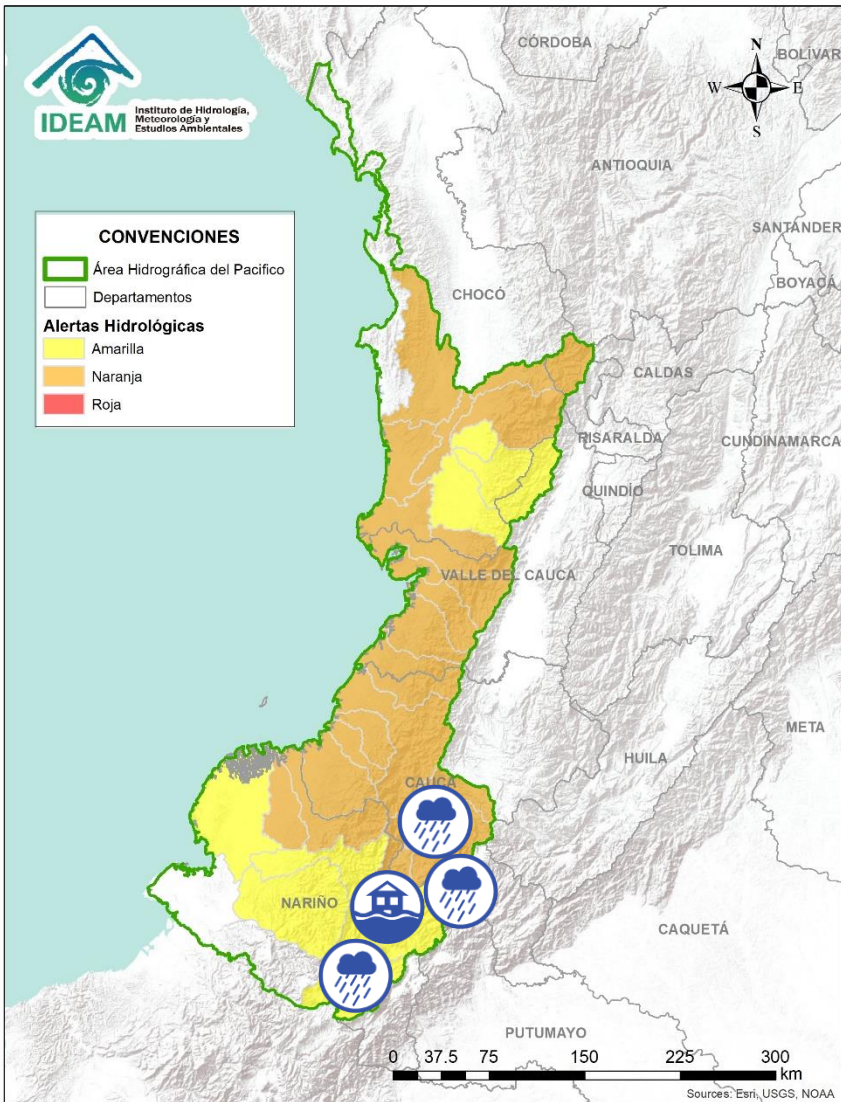 IDEAM
Instituto de Hidrología,
Meteorología y
Estudios Ambientales
CÓRDOBA
BOLÍVAR
N
W
E
S
ANTIOQUIA
SANTANDER
BOYACÁ
CONVENCIONES
Área Hidrográfica del Pacifico
Departamentos
Alertas Hidrológicas
Amarilla
Naranja
Roja
CHOCÓ
CALDAS
RISARALDA
CUNDINAMARCA
QUINDÍO
TOLIMA
VALLE DEL CAUCA
META
HUILA
CAUCA
NARIÑO
CAQUETÁ
PUTUMAYO
0 37.5 75 150 225 300
km
Sources: Esri, USGS, NOAA